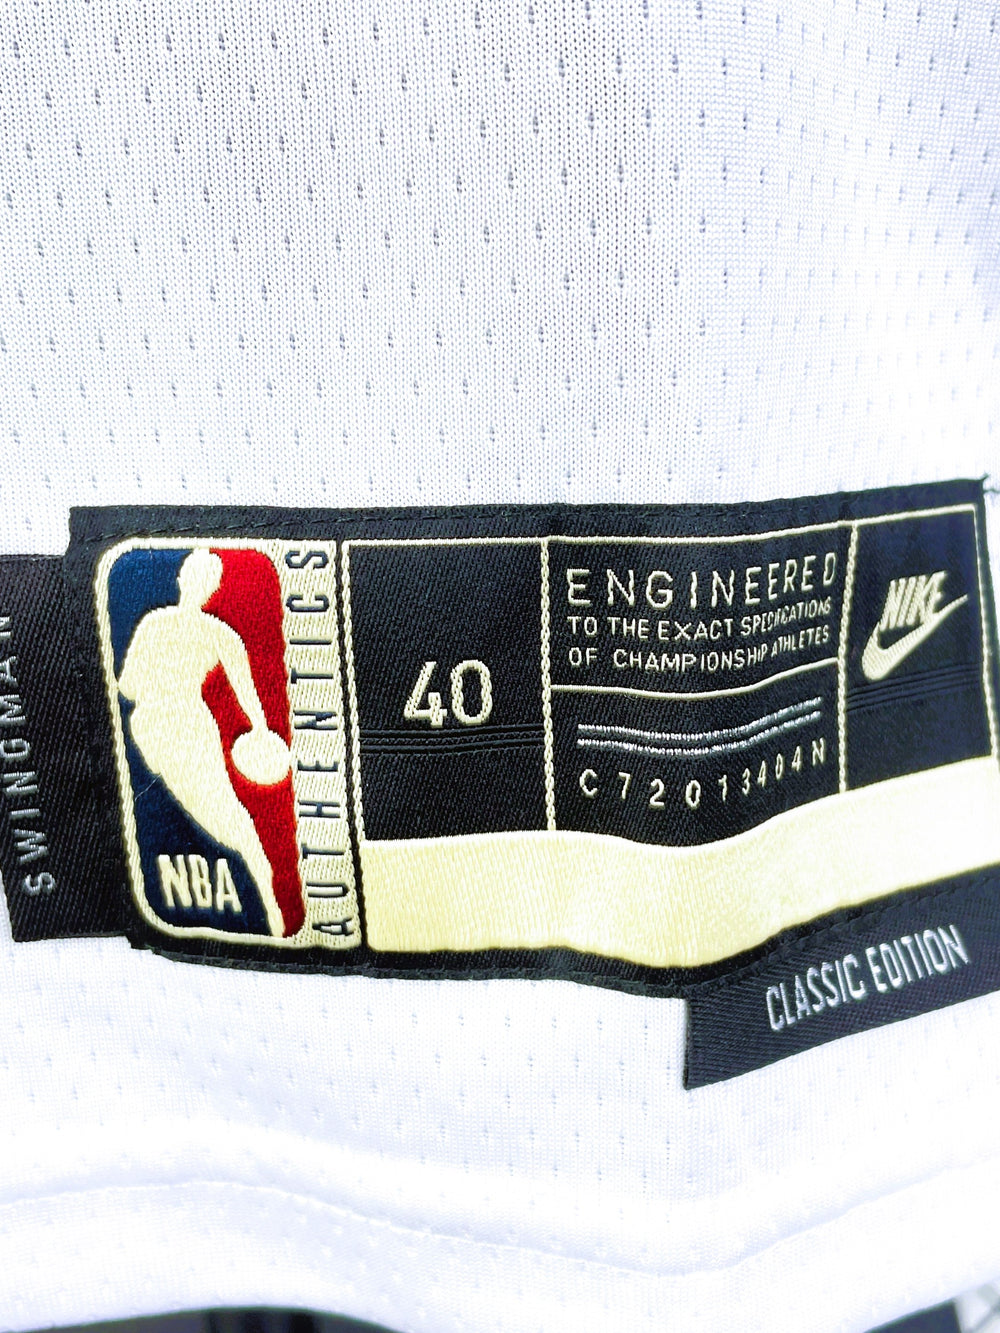 SWINGMAN
NBA
AUTHENTICS
40
ENGINEERED
TO THE EXACT SPECIFICATIONS
OF CHAMPIONSHIP ATHLETES
C72013404N
NIKE
CLASSIC EDITION